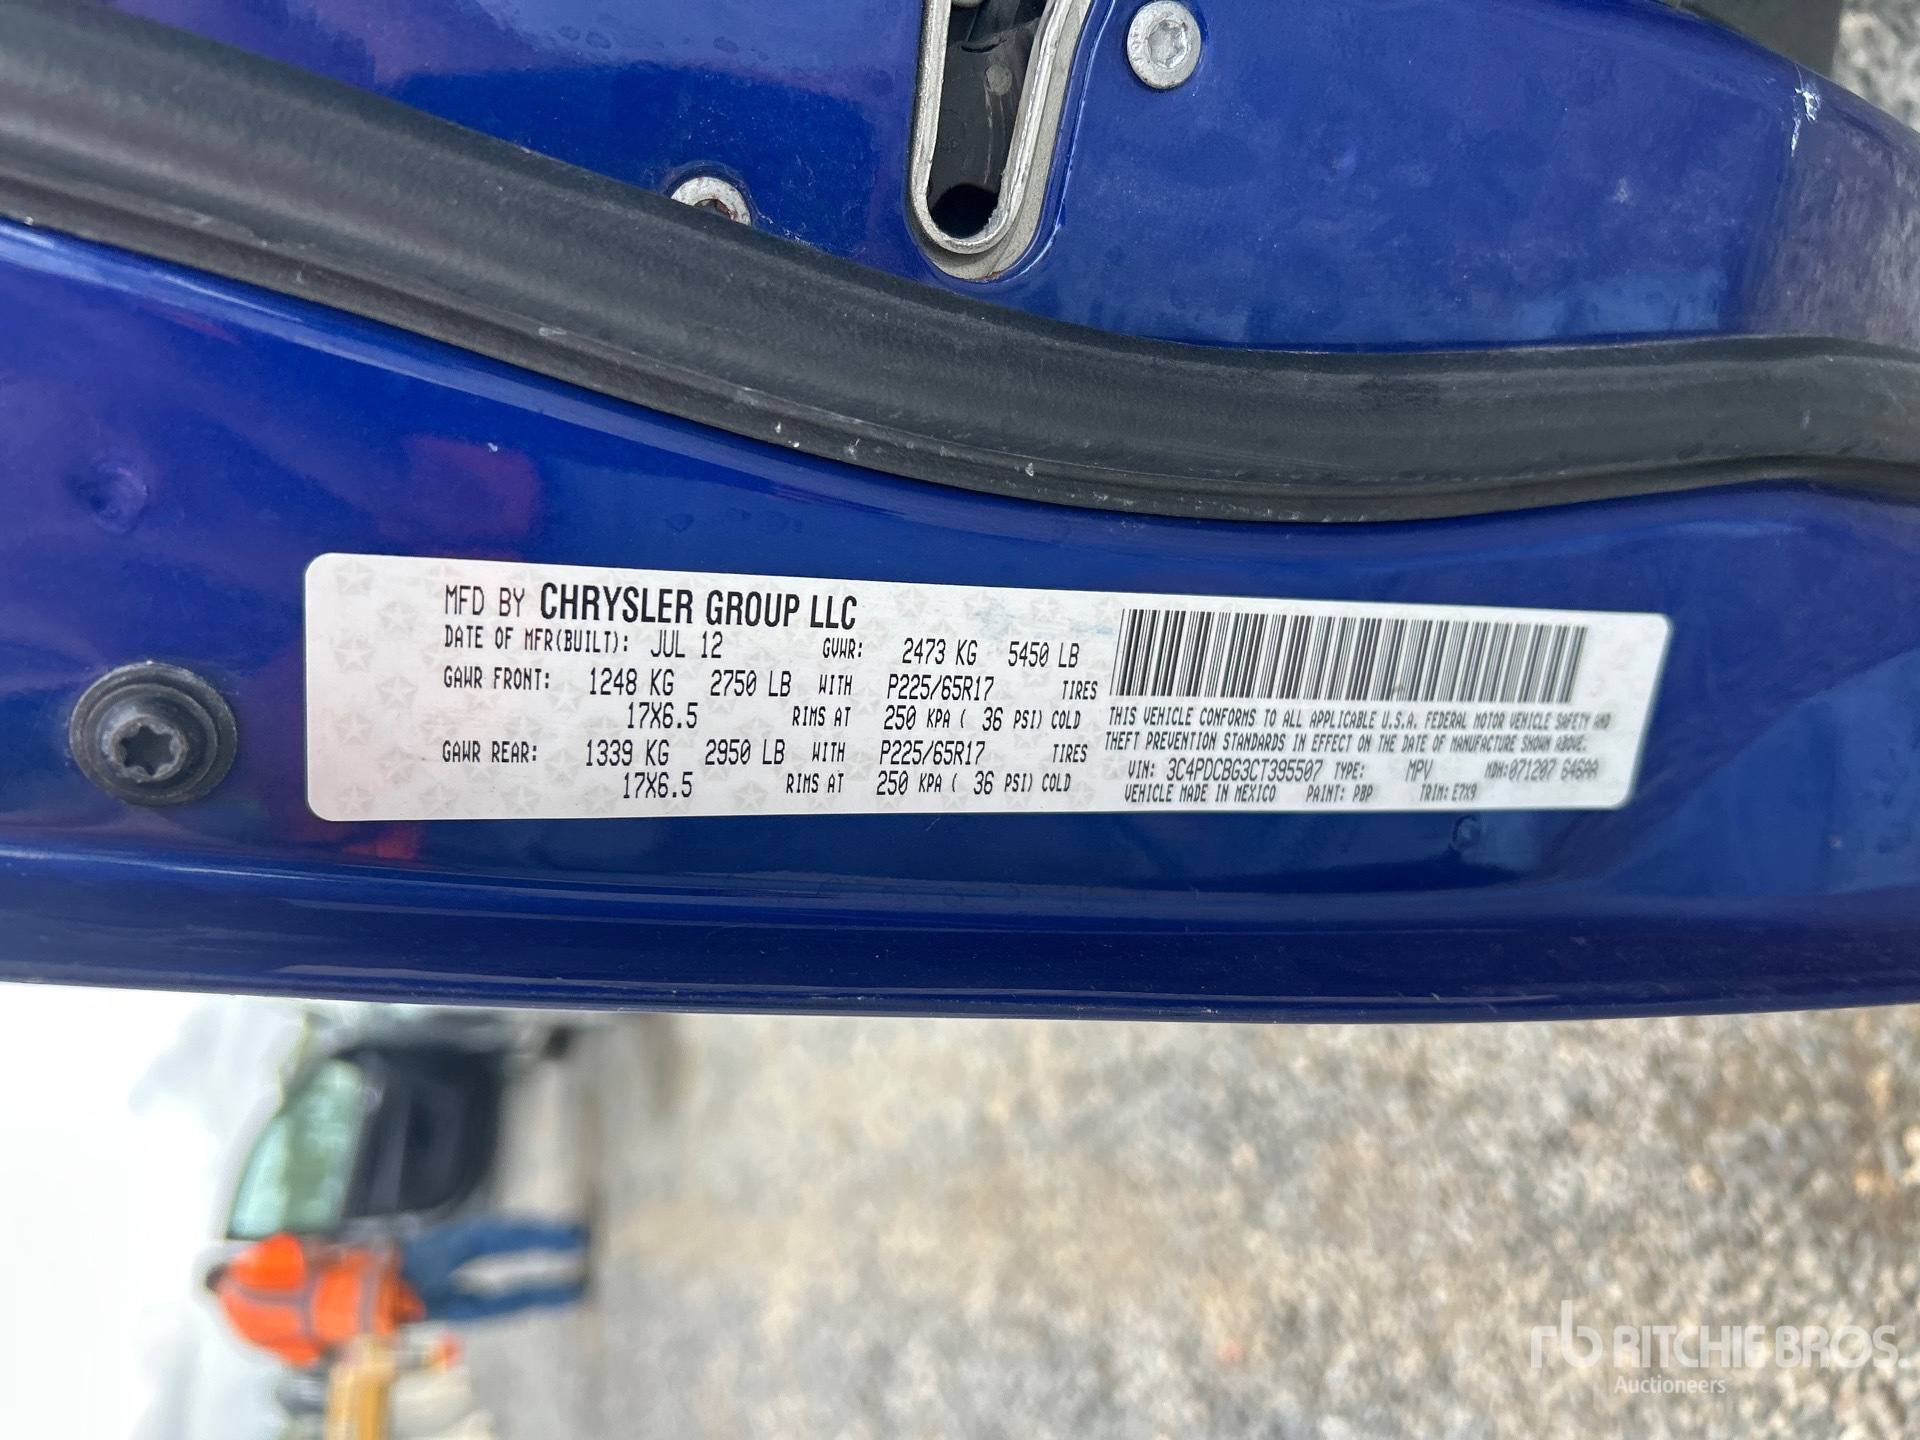 MFD BY CHRYSLER GROUP LLC
DATE OF MFR(BUILT): JUL 12 GVWR: 2473 KG 5450 LB
GAWR FRONT: 1248 KG 2750 LB WITH P225/65R17 TIRES
17X6.5 RIMS AT 250 KPA ( 36 PSI) COLD
GAWR REAR: 1339 KG 2950 LB WITH P225/65R17 TIRES
17X6.5 RIMS AT 250 KPA ( 36 PSI) COLD
THIS VEHICLE CONFORMS TO ALL APPLICABLE U.S.A. FEDERAL MOTOR VEHICLE SAFETY AND
THEFT PREVENTION STANDARDS IN EFFECT ON THE DATE OF MANUFACTURE SHOWN ABOVE.
VIN: 3C4PDCBG3CT395507 TYPE: MPV MDH:071207 646AA
VEHICLE MADE IN MEXICO PAINT: PBP TRIM: E7X9
rb RITCHIE BROS.
Auctioneers